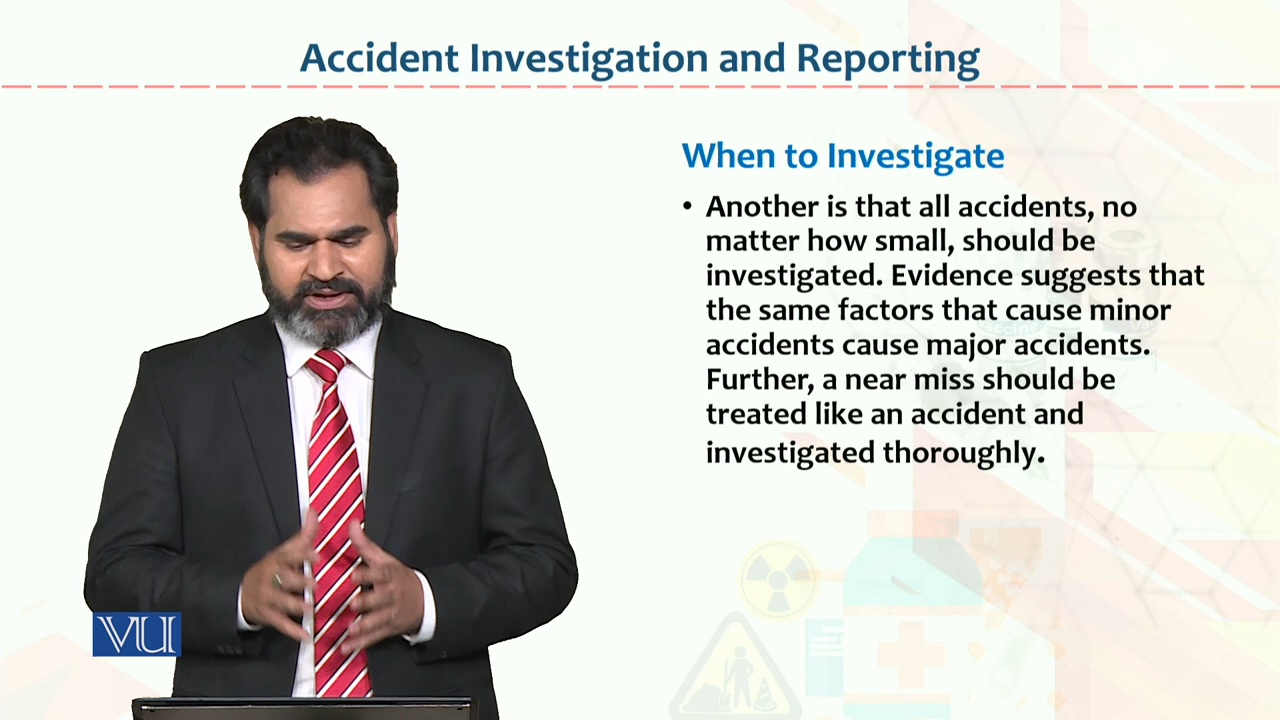 Accident Investigation and Reporting
When to Investigate
• Another is that all accidents, no
matter how small, should be
investigated. Evidence suggests that
the same factors that cause minor
accidents cause major accidents.
Further, a near miss should be
treated like an accident and
investigated thoroughly.
Vaccine
VU